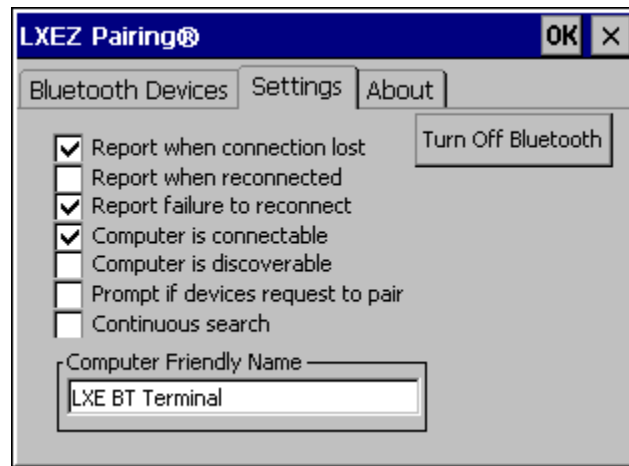 LXEZ Pairing® OK ×
Bluetooth Devices Settings About
Turn Off Bluetooth
Report when connection lost
Report when reconnected
Report failure to reconnect
Computer is connectable
Computer is discoverable
Prompt if devices request to pair
Continuous search
Computer Friendly Name
LXE BT Terminal